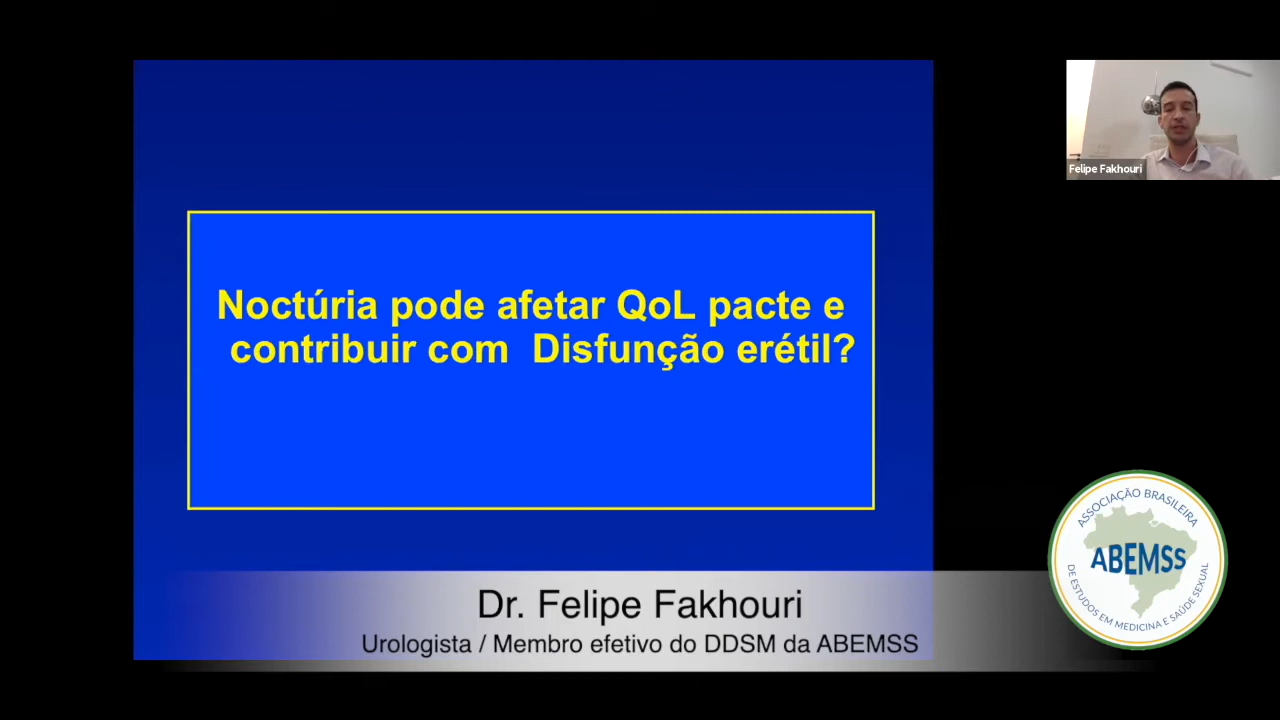 Felipe Fakhouri
Noctúria pode afetar QoL pacte e
contribuir com Disfunção erétil?
ASSOCIAÇÃO BRASILEIRA
ABEMSS
DE ESTUDOS EM MEDICINA E SAÚDE SEXUAL
Dr. Felipe Fakhouri
Urologista / Membro efetivo do DDSM da ABEMSS